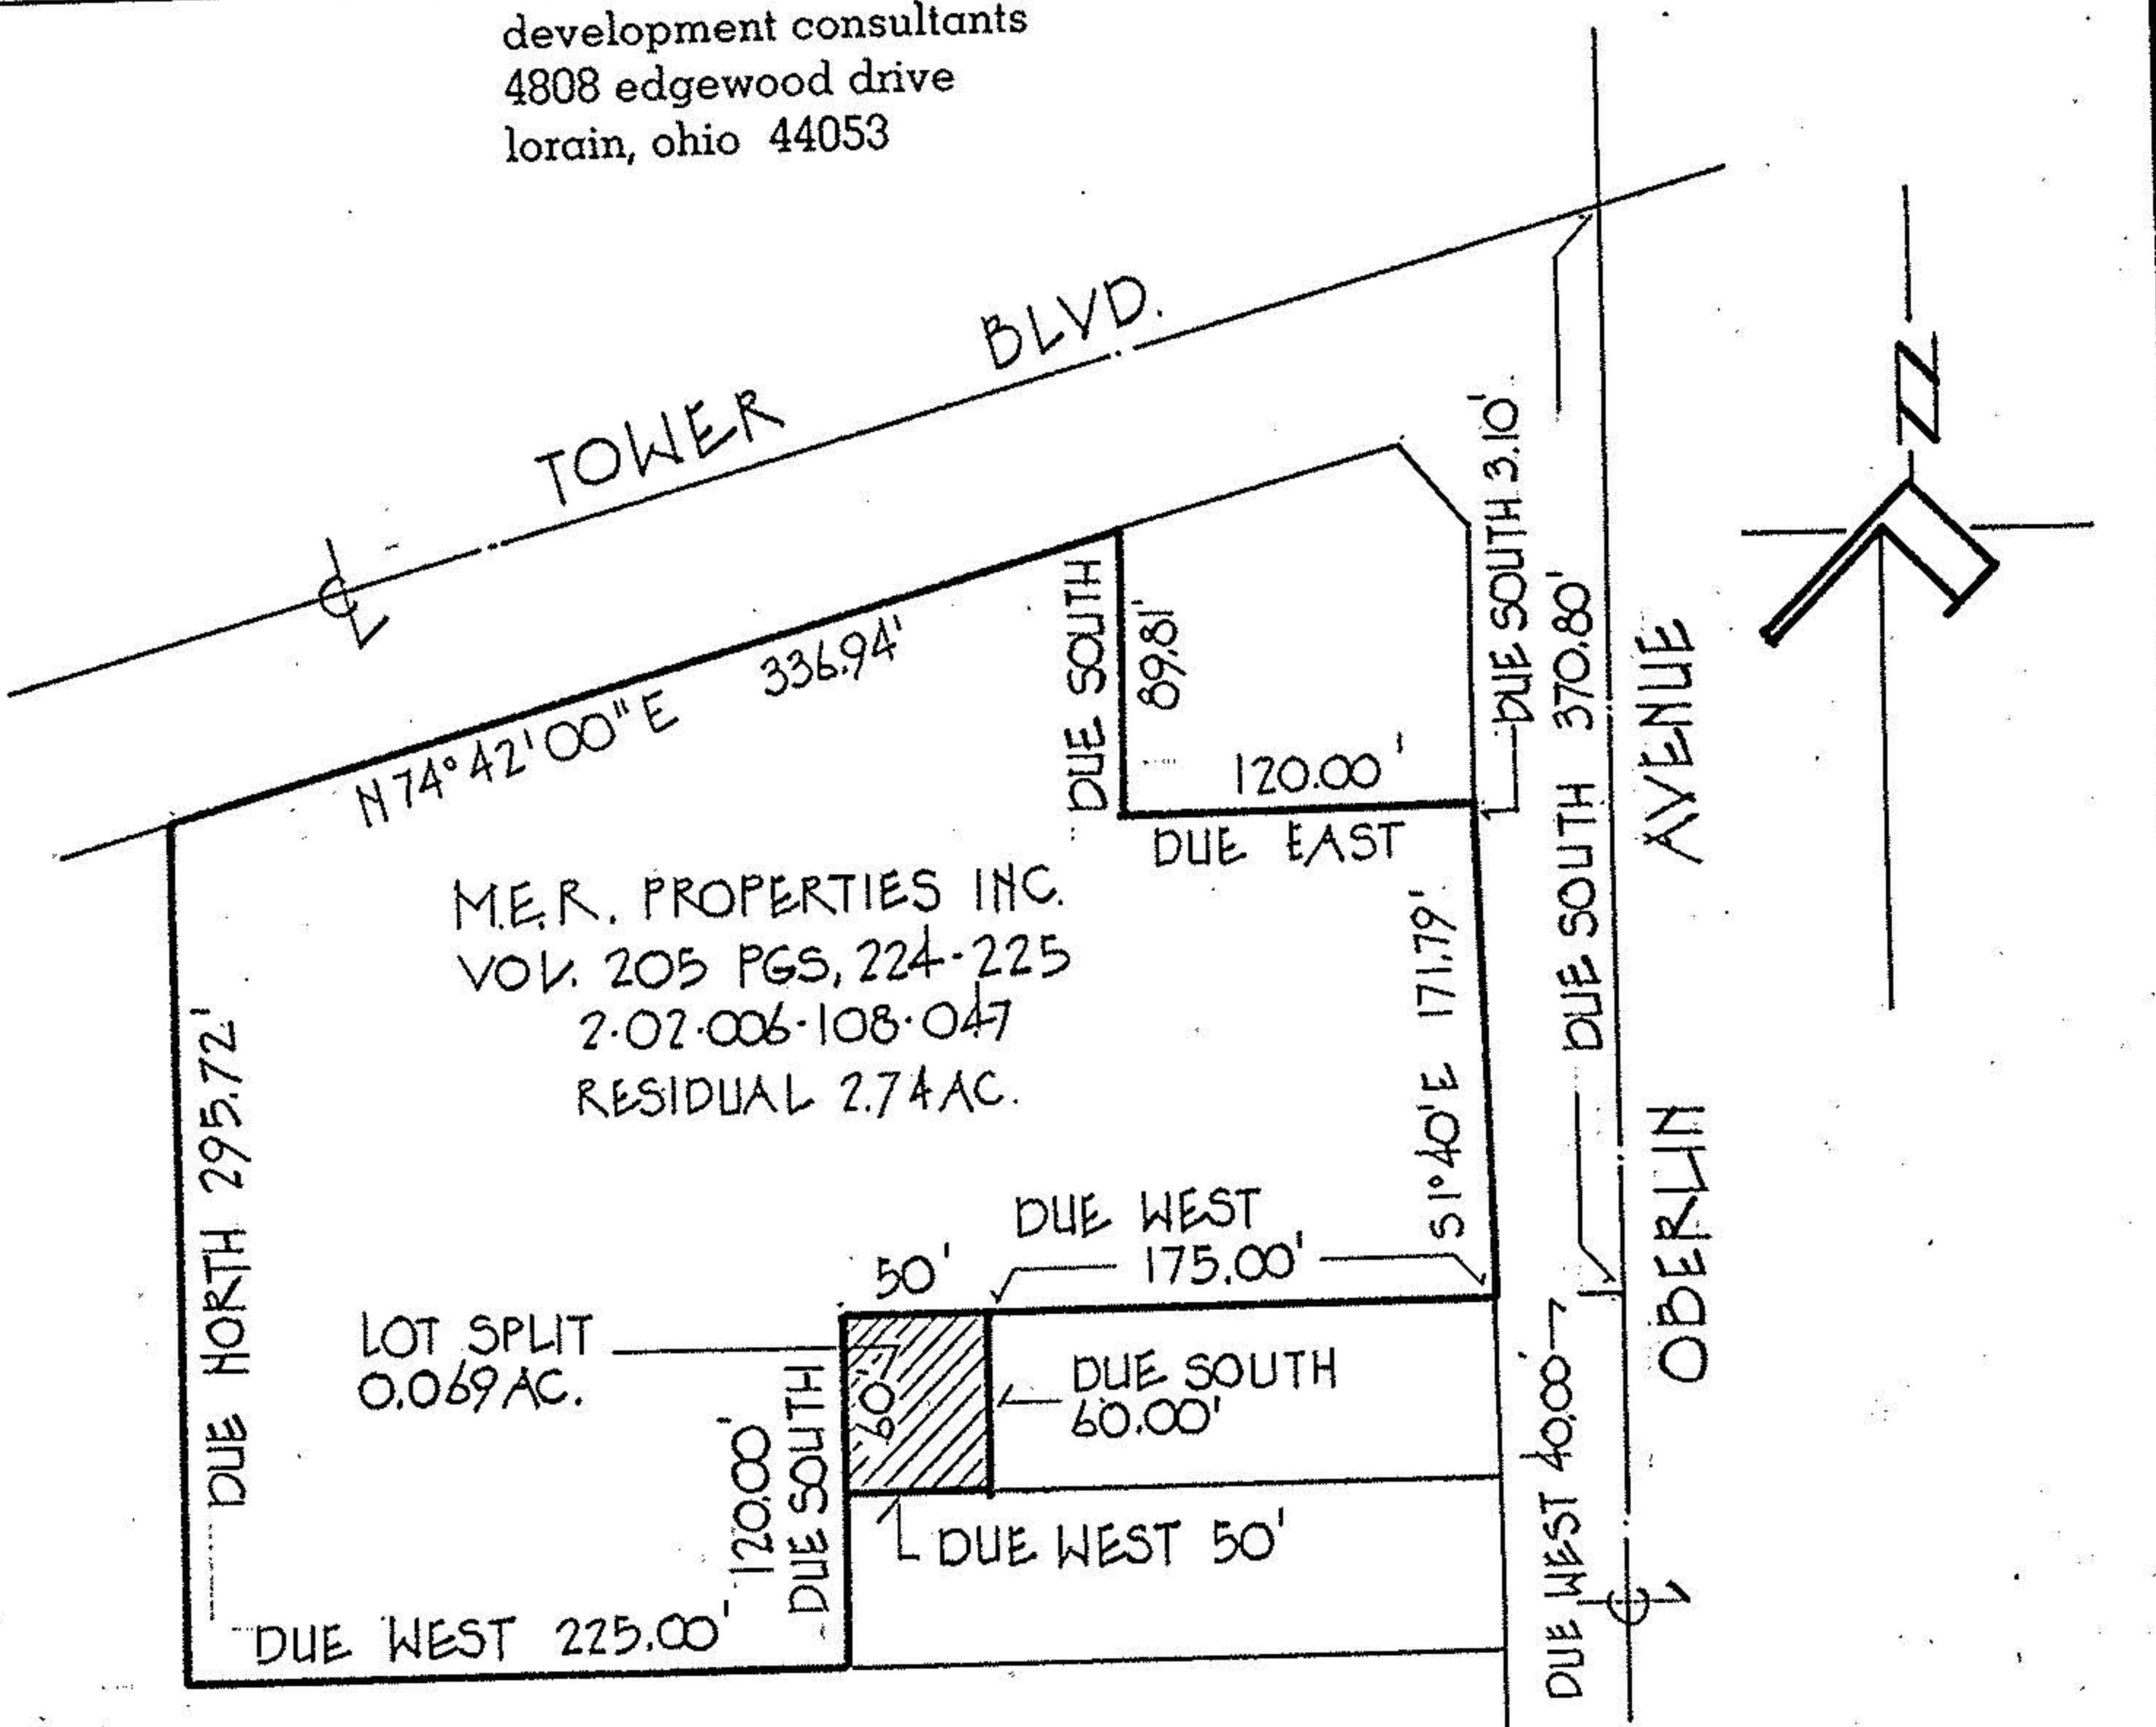 development consultants
4808 edgewood drive
lorain, ohio 44053
TOWER BLVD.
℄
N 74° 42' 00" E 336.94'
DUE SOUTH
89.81'
120.00'
DUE EAST
DUE SOUTH 3.10'
DUE SOUTH 370.80'
AVENUE
OBERLIN
N
M.E.R. PROPERTIES INC.
VOL. 205 PGS, 224-225
2-02-006-108-047
RESIDUAL 2.74 AC.
S 1° 40' E 171.79'
DUE NORTH 295.72'
DUE WEST
175.00'
50'
LOT SPLIT
0.069 AC.
60'
DUE SOUTH
60.00'
120.00'
DUE SOUTH
DUE WEST 50'
DUE WEST 40.00'
DUE WEST 225.00'
℄